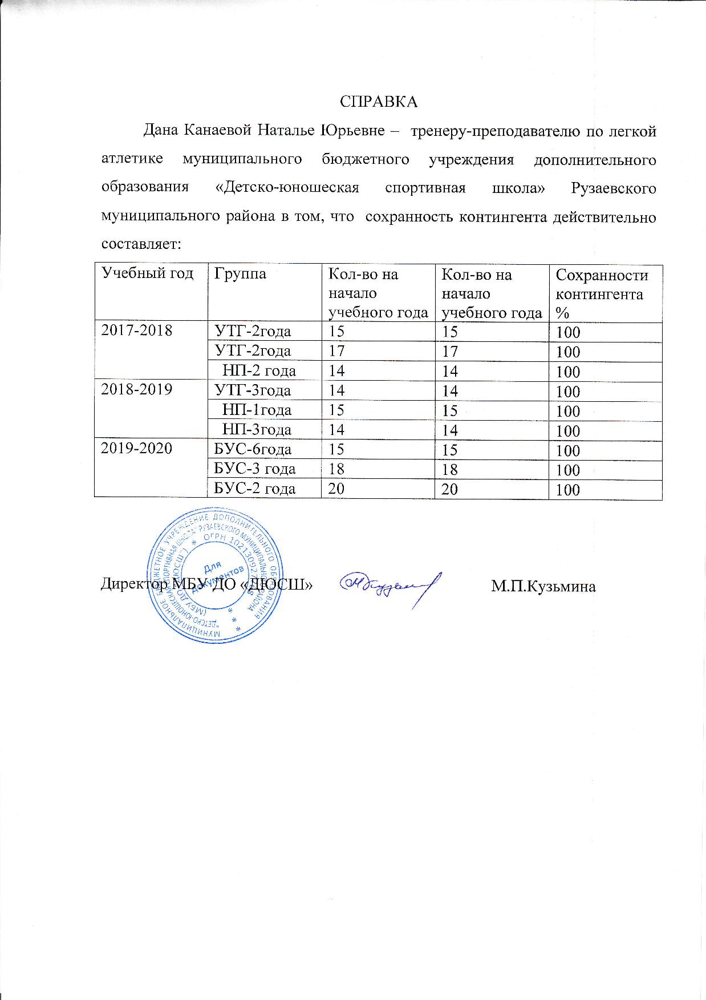 СПРАВКА
Дана Канаевой Наталье Юрьевне – тренеру-преподавателю по легкой
атлетике муниципального бюджетного учреждения дополнительного
образования «Детско-юношеская спортивная школа» Рузаевского
муниципального района в том, что сохранность контингента действительно
составляет:
Учебный год Группа Кол-во на начало учебного года Кол-во на начало учебного года Сохранности контингента %
2017-2018 УТГ-2года 15 15 100
УТГ-2года 17 17 100
НП-2 года 14 14 100
2018-2019 УТГ-3года 14 14 100
НП-1года 15 15 100
НП-3года 14 14 100
2019-2020 БУС-6года 15 15 100
БУС-3 года 18 18 100
БУС-2 года 20 20 100
МУНИЦИПАЛЬНОЕ БЮДЖЕТНОЕ УЧРЕЖДЕНИЕ ДОПОЛНИТЕЛЬНОГО ОБРАЗОВАНИЯ
"ДЕТСКО-ЮНОШЕСКАЯ СПОРТИВНАЯ ШКОЛА" РУЗАЕВСКОГО МУНИЦИПАЛЬНОГО РАЙОНА
(МБУ ДО "ДЮСШ") * ОГРН
Для
документов
Директор МБУ ДО «ДЮСШ» М.П.Кузьмина